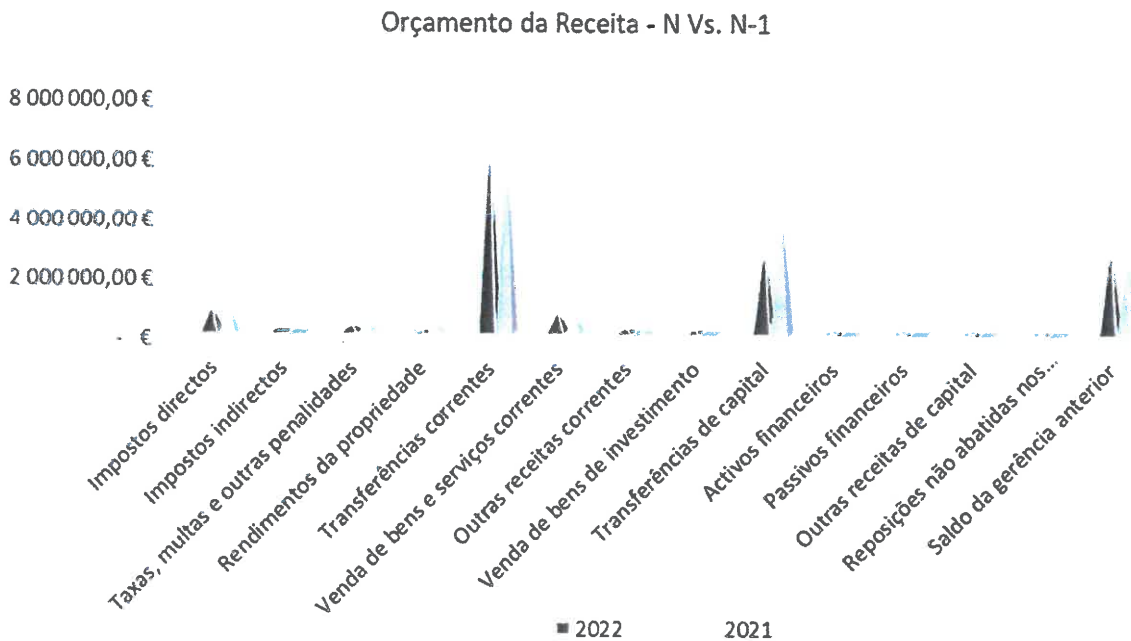 Orçamento da Receita - N Vs. N-1
8 000 000,00 €
6 000 000,00 €
4 000 000,00 €
2 000 000,00 €
- €
Impostos directos
Impostos indirectos
Taxas, multas e outras penalidades
Rendimentos da propriedade
Transferências correntes
Venda de bens e serviços correntes
Outras receitas correntes
Venda de bens de investimento
Transferências de capital
Activos financeiros
Passivos financeiros
Outras receitas de capital
Reposições não abatidas nos...
Saldo da gerência anterior
2022 2021